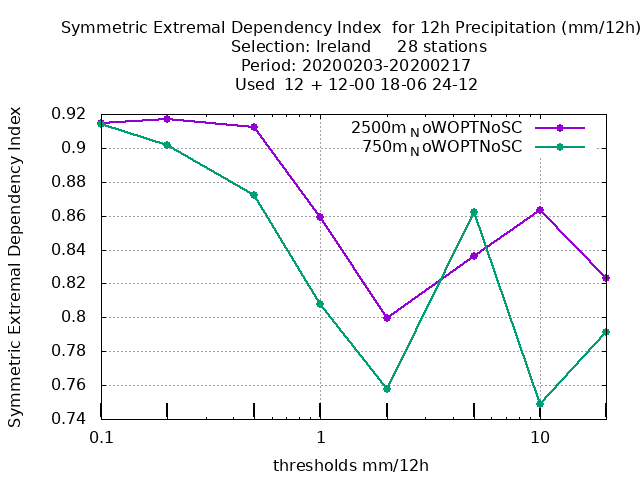 Symmetric Extremal Dependency Index  for 12h Precipitation (mm/12h)
Selection: Ireland     28 stations
Period: 20200203-20200217
Used  12 + 12-00 18-06 24-12
2500m_NoWOPTNoSC
750m_NoWOPTNoSC
Symmetric Extremal Dependency Index
0.92
0.9
0.88
0.86
0.84
0.82
0.8
0.78
0.76
0.74
0.1 1 10
thresholds mm/12h